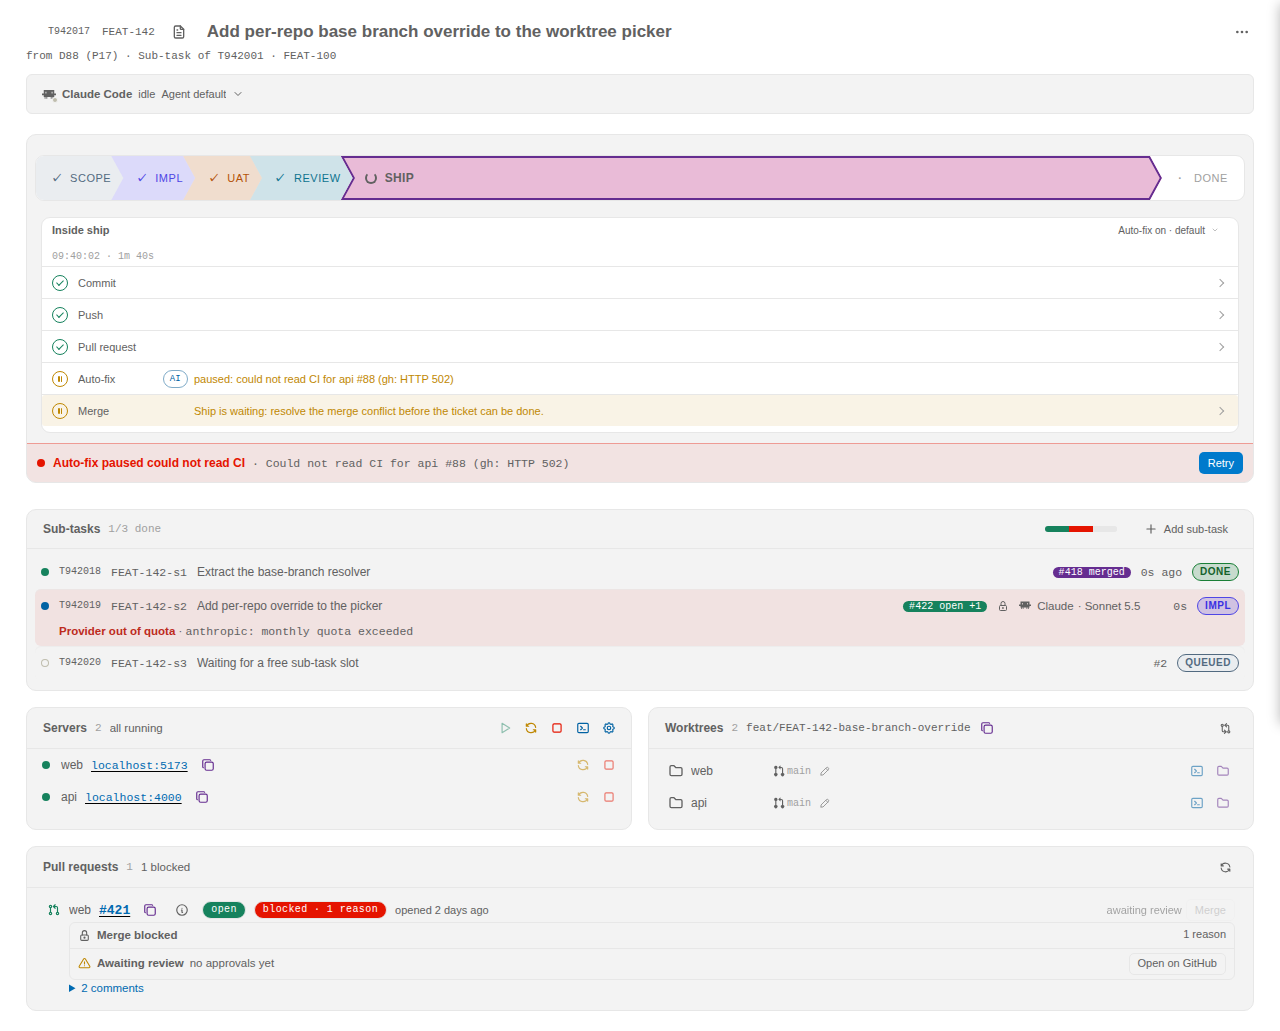 T942017 FEAT-142 Add per-repo base branch override to the worktree picker
from D88 (P17) · Sub-task of T942001 · FEAT-100
Claude Code idle Agent default
SCOPE IMPL UAT REVIEW SHIP DONE
Inside ship Auto-fix on · default
09:40:02 · 1m 40s
Commit
Push
Pull request
Auto-fix AI paused: could not read CI for api #88 (gh: HTTP 502)
Merge Ship is waiting: resolve the merge conflict before the ticket can be done.
Auto-fix paused could not read CI · Could not read CI for api #88 (gh: HTTP 502) Retry
Sub-tasks 1/3 done Add sub-task
T942018 FEAT-142-s1 Extract the base-branch resolver #418 merged 0s ago DONE
T942019 FEAT-142-s2 Add per-repo override to the picker #422 open +1 Claude · Sonnet 5.5 0s IMPL
Provider out of quota · anthropic: monthly quota exceeded
T942020 FEAT-142-s3 Waiting for a free sub-task slot #2 QUEUED
Servers 2 all running
web localhost:5173
api localhost:4000
Worktrees 2 feat/FEAT-142-base-branch-override
web main
api main
Pull requests 1 1 blocked
web #421 open blocked · 1 reason opened 2 days ago awaiting review Merge
Merge blocked 1 reason
Awaiting review no approvals yet Open on GitHub
2 comments